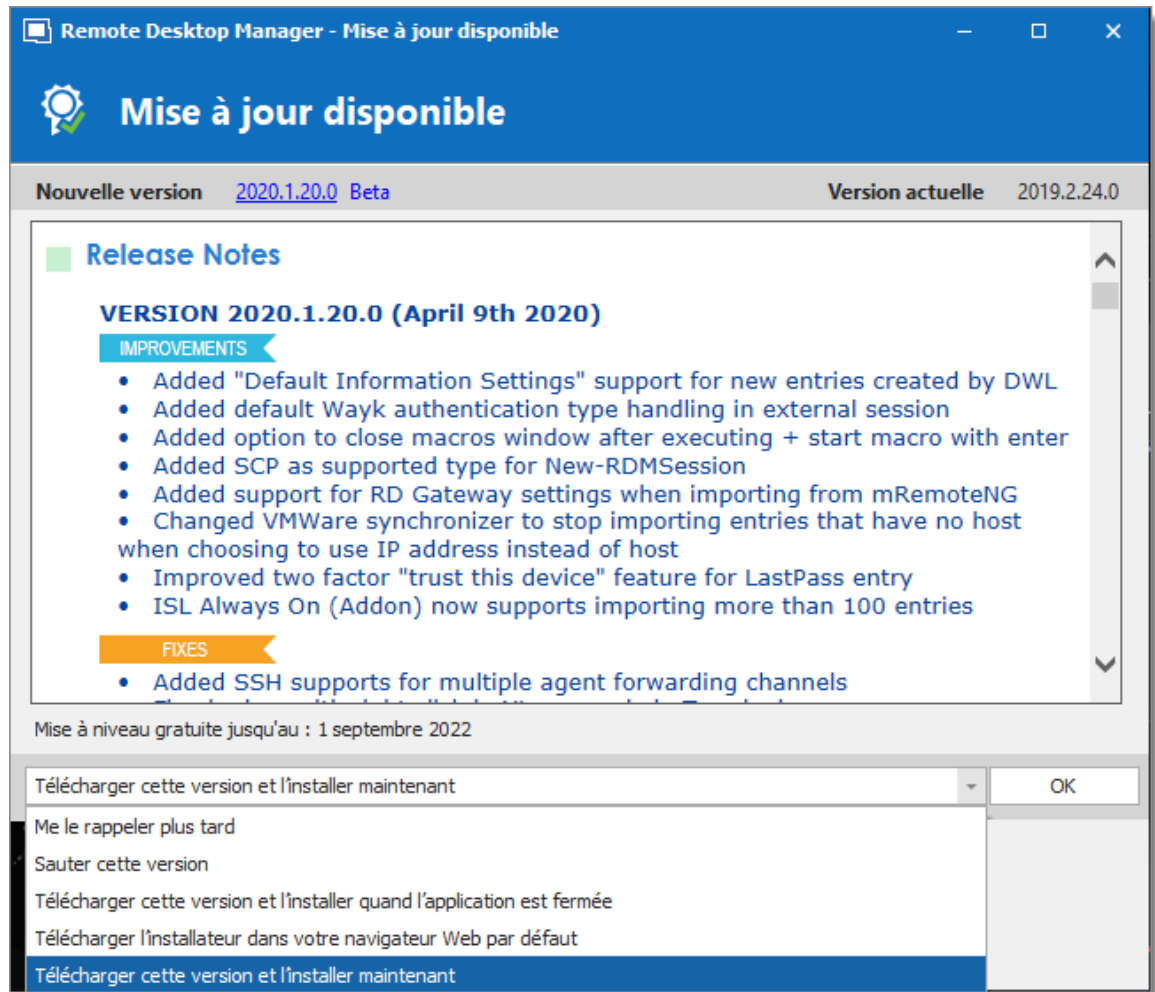 Remote Desktop Manager - Mise à jour disponible
Mise à jour disponible
Nouvelle version 2020.1.20.0 Beta Version actuelle 2019.2.24.0
Release Notes
VERSION 2020.1.20.0 (April 9th 2020)
IMPROVEMENTS
• Added "Default Information Settings" support for new entries created by DWL
• Added default Wayk authentication type handling in external session
• Added option to close macros window after executing + start macro with enter
• Added SCP as supported type for New-RDMSession
• Added support for RD Gateway settings when importing from mRemoteNG
• Changed VMWare synchronizer to stop importing entries that have no host
when choosing to use IP address instead of host
• Improved two factor "trust this device" feature for LastPass entry
• ISL Always On (Addon) now supports importing more than 100 entries
FIXES
• Added SSH supports for multiple agent forwarding channels
Mise à niveau gratuite jusqu'au : 1 septembre 2022
Télécharger cette version et l'installer maintenant OK
Me le rappeler plus tard
Sauter cette version
Télécharger cette version et l'installer quand l'application est fermée
Télécharger l'installateur dans votre navigateur Web par défaut
Télécharger cette version et l'installer maintenant